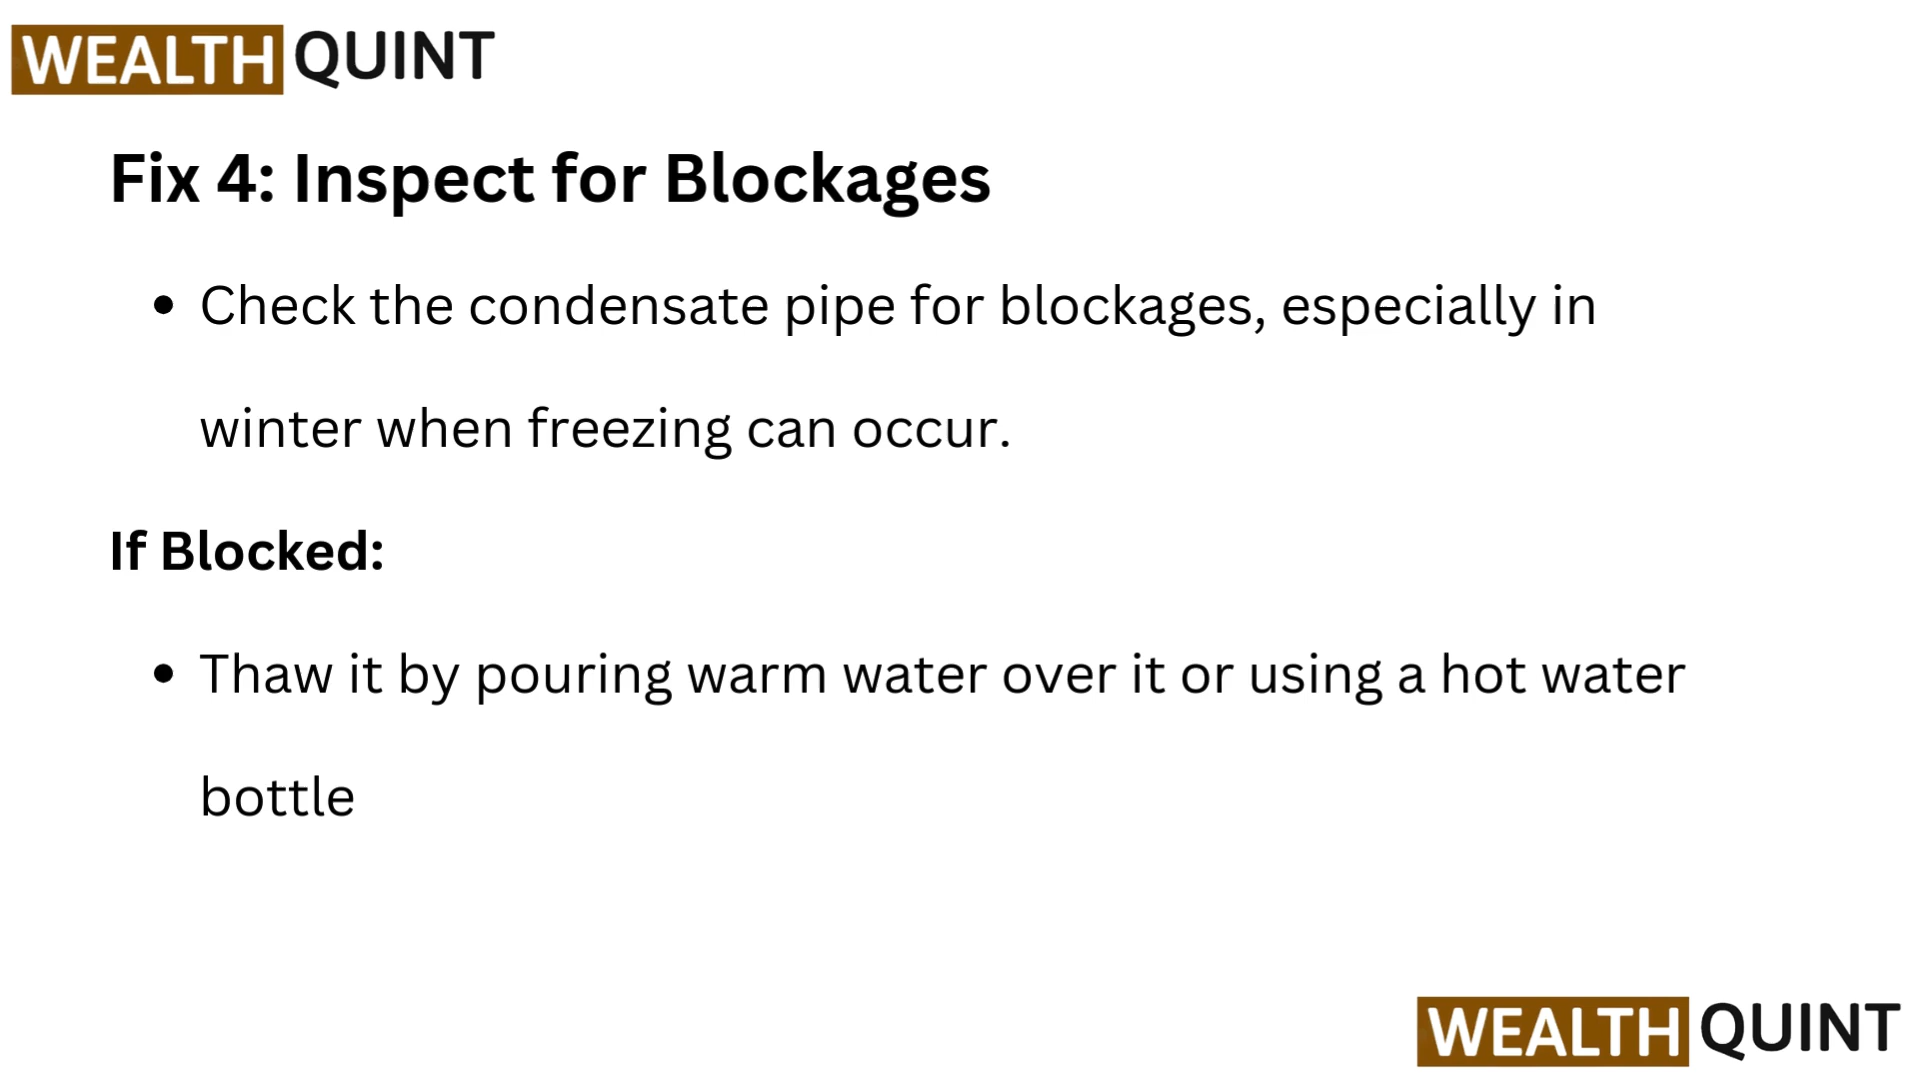 WEALTH QUINT
Fix 4: Inspect for Blockages
• Check the condensate pipe for blockages, especially in
winter when freezing can occur.
If Blocked:
• Thaw it by pouring warm water over it or using a hot water
bottle
WEALTH QUINT